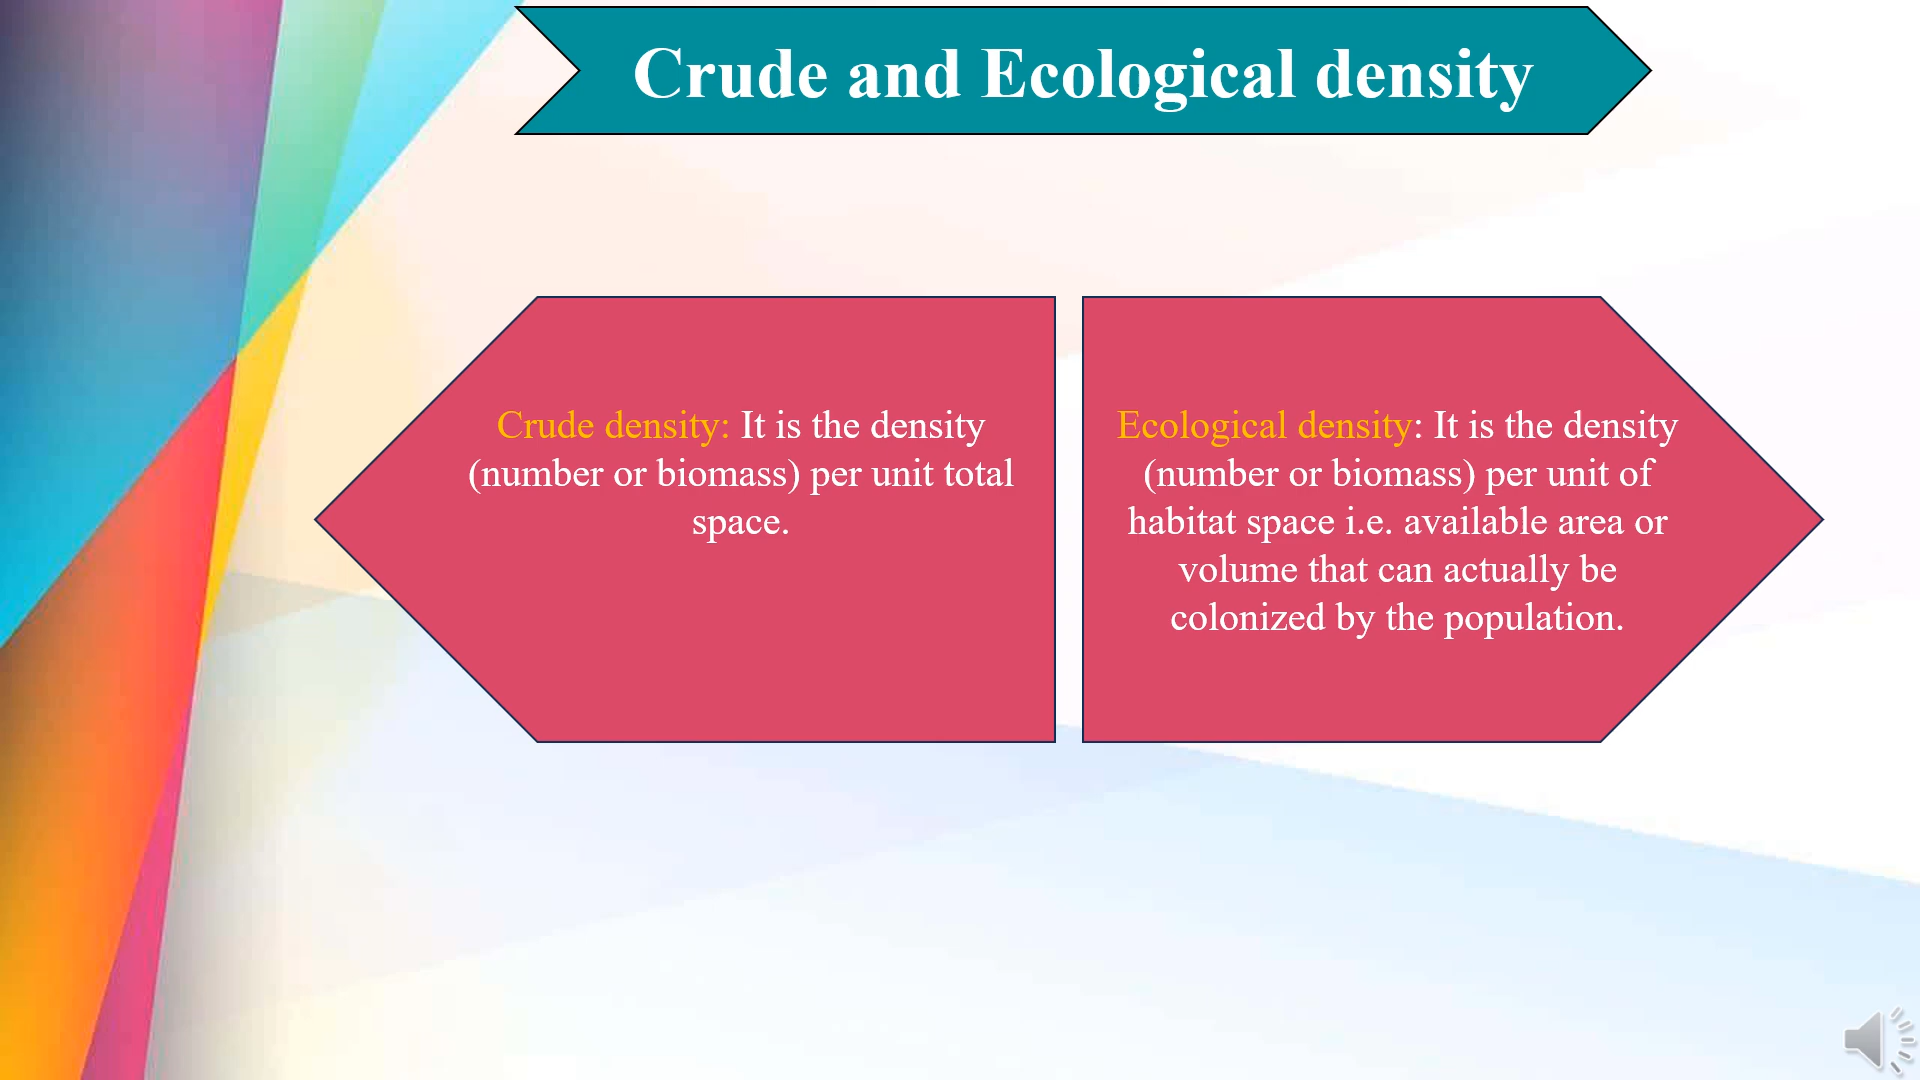 Crude and Ecological density
Crude density: It is the density
(number or biomass) per unit total
space.
Ecological density: It is the density
(number or biomass) per unit of
habitat space i.e. available area or
volume that can actually be
colonized by the population.